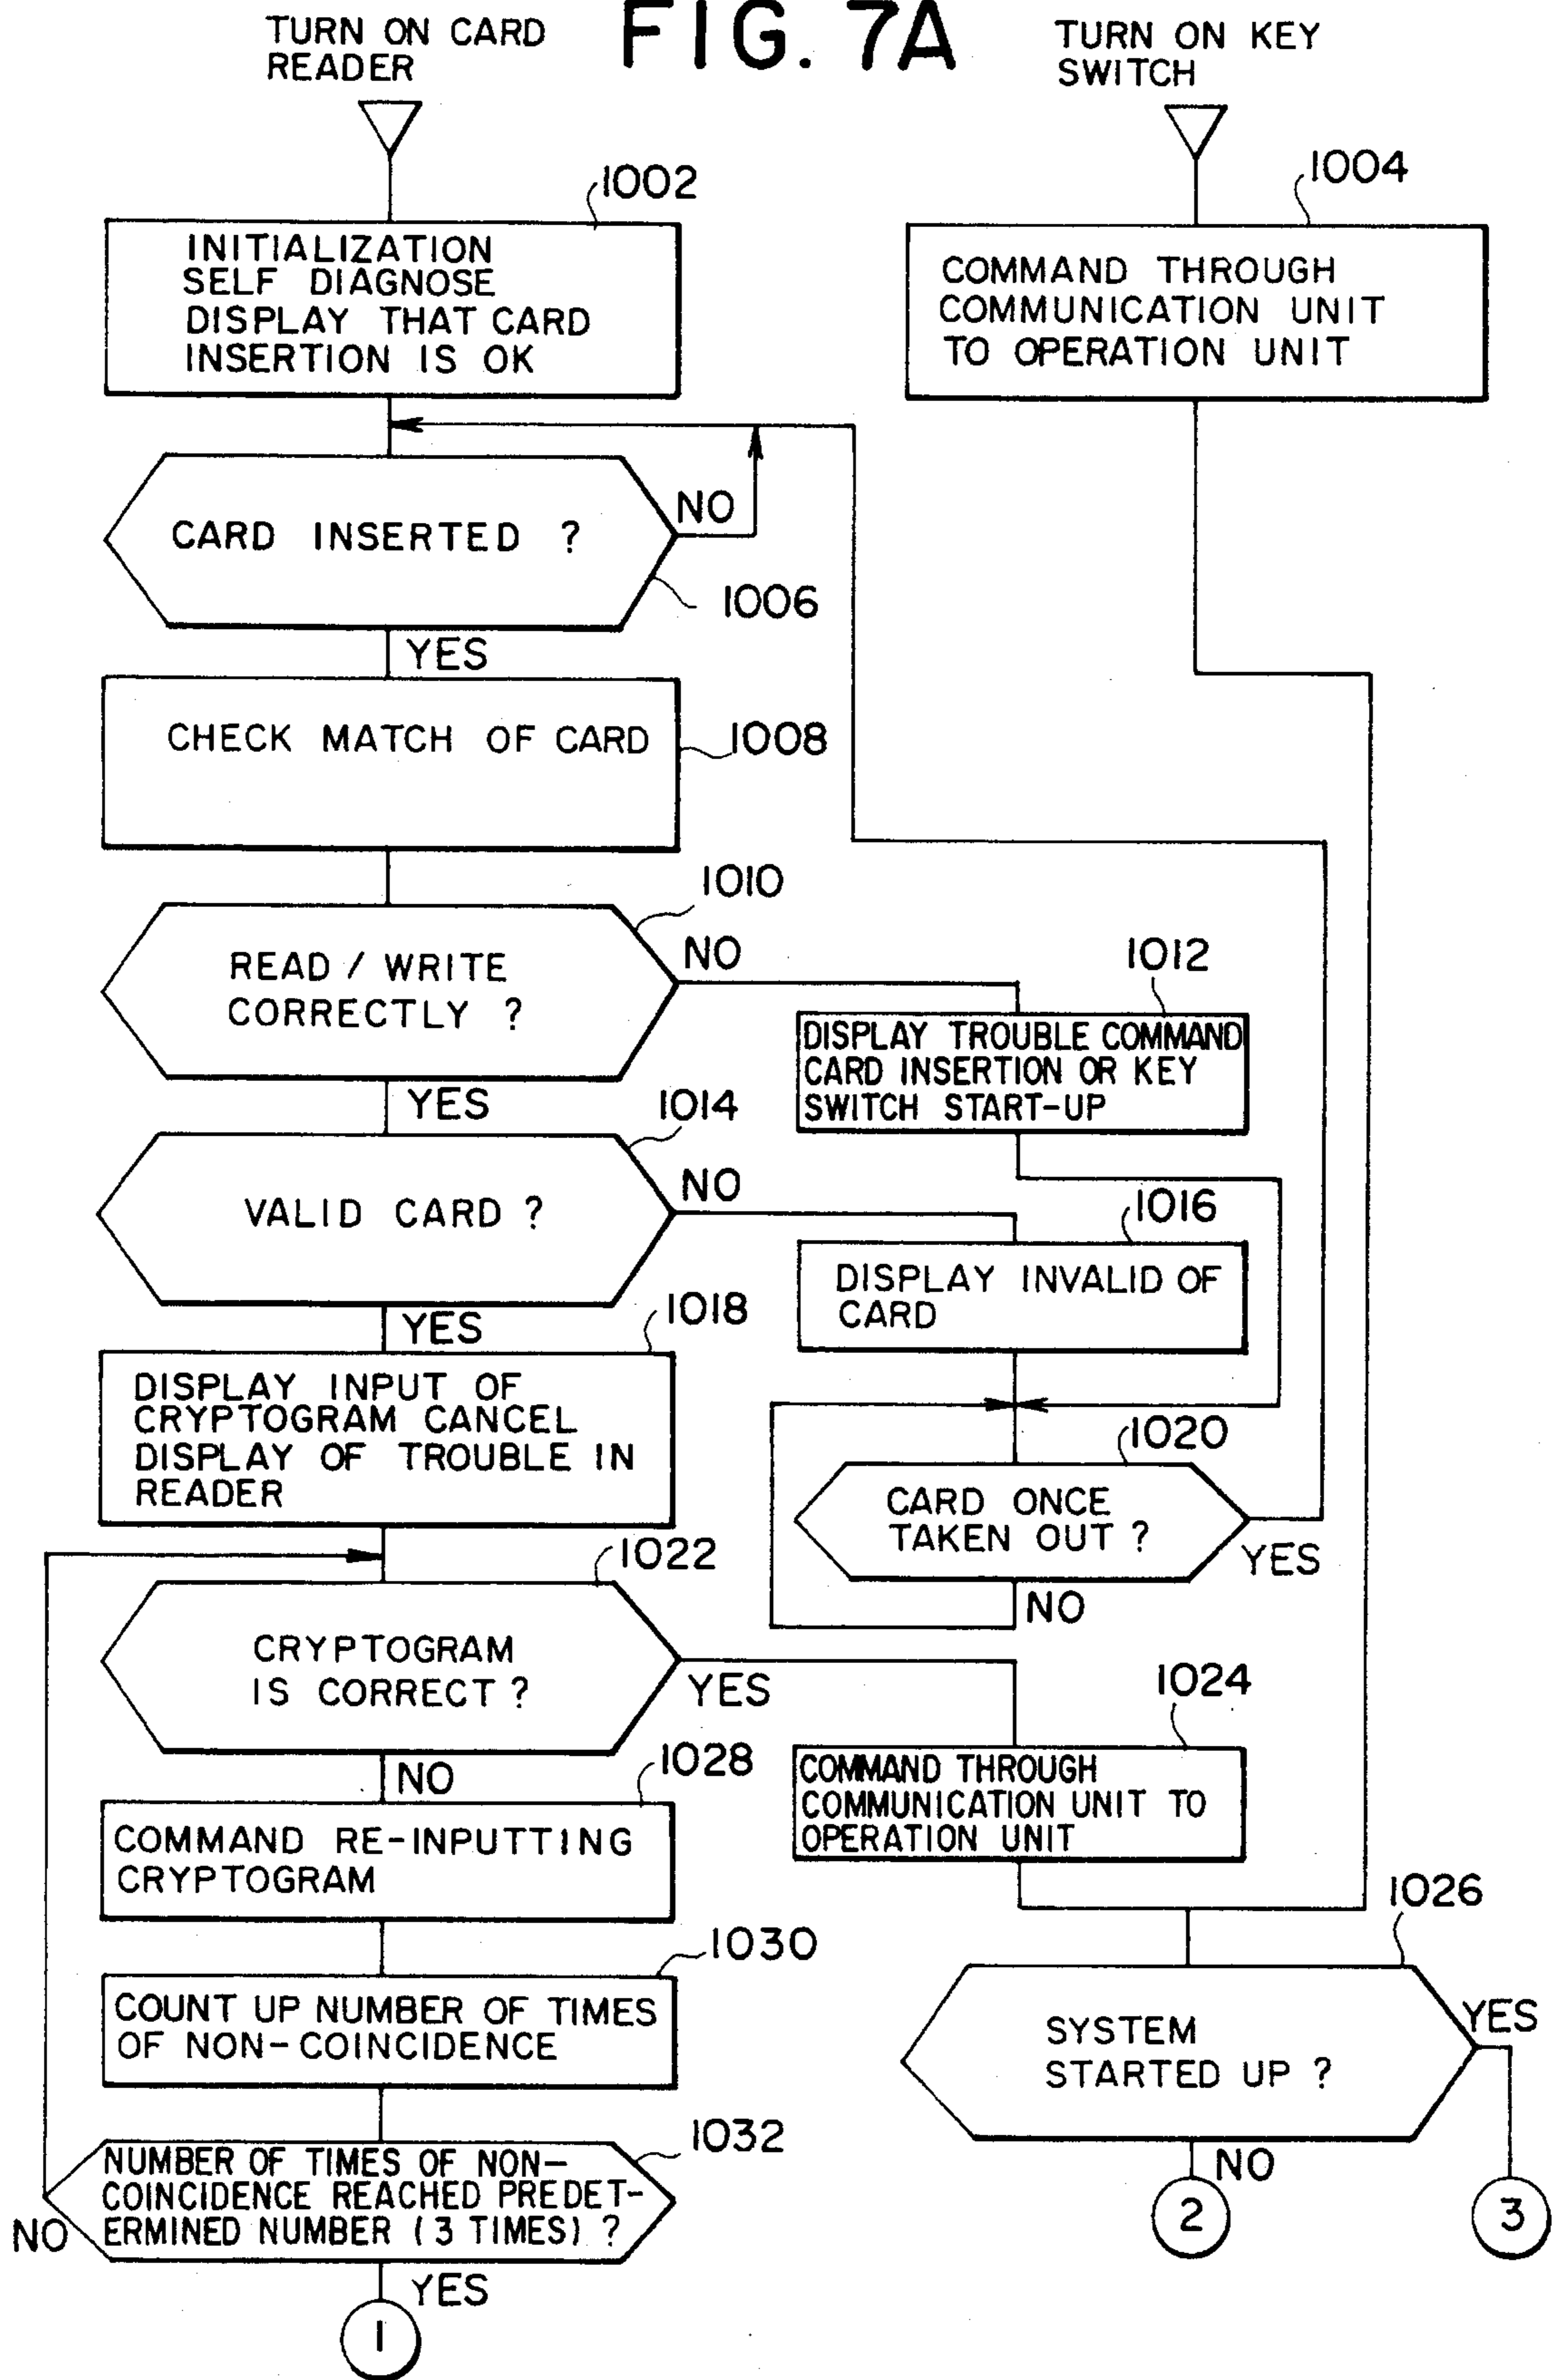 FIG. 7A
TURN ON CARD
READER
TURN ON KEY
SWITCH
1002
1004
INITIALIZATION
SELF DIAGNOSE
DISPLAY THAT CARD
INSERTION IS OK
COMMAND THROUGH
COMMUNICATION UNIT
TO OPERATION UNIT
CARD INSERTED ?
NO
1006
YES
CHECK MATCH OF CARD
1008
1010
READ / WRITE
CORRECTLY ?
NO
1012
DISPLAY TROUBLE COMMAND
CARD INSERTION OR KEY
SWITCH START-UP
YES
1014
VALID CARD ?
NO
1016
DISPLAY INVALID OF
CARD
YES
1018
DISPLAY INPUT OF
CRYPTOGRAM CANCEL
DISPLAY OF TROUBLE IN
READER
1020
CARD ONCE
TAKEN OUT ?
YES
NO
1022
CRYPTOGRAM
IS CORRECT ?
YES
1024
COMMAND THROUGH
COMMUNICATION UNIT TO
OPERATION UNIT
NO
1028
COMMAND RE-INPUTTING
CRYPTOGRAM
1026
1030
COUNT UP NUMBER OF TIMES
OF NON-COINCIDENCE
SYSTEM
STARTED UP ?
YES
NO
1032
NUMBER OF TIMES OF NON-
COINCIDENCE REACHED PREDET-
ERMINED NUMBER (3 TIMES) ?
NO
YES
2
3
1